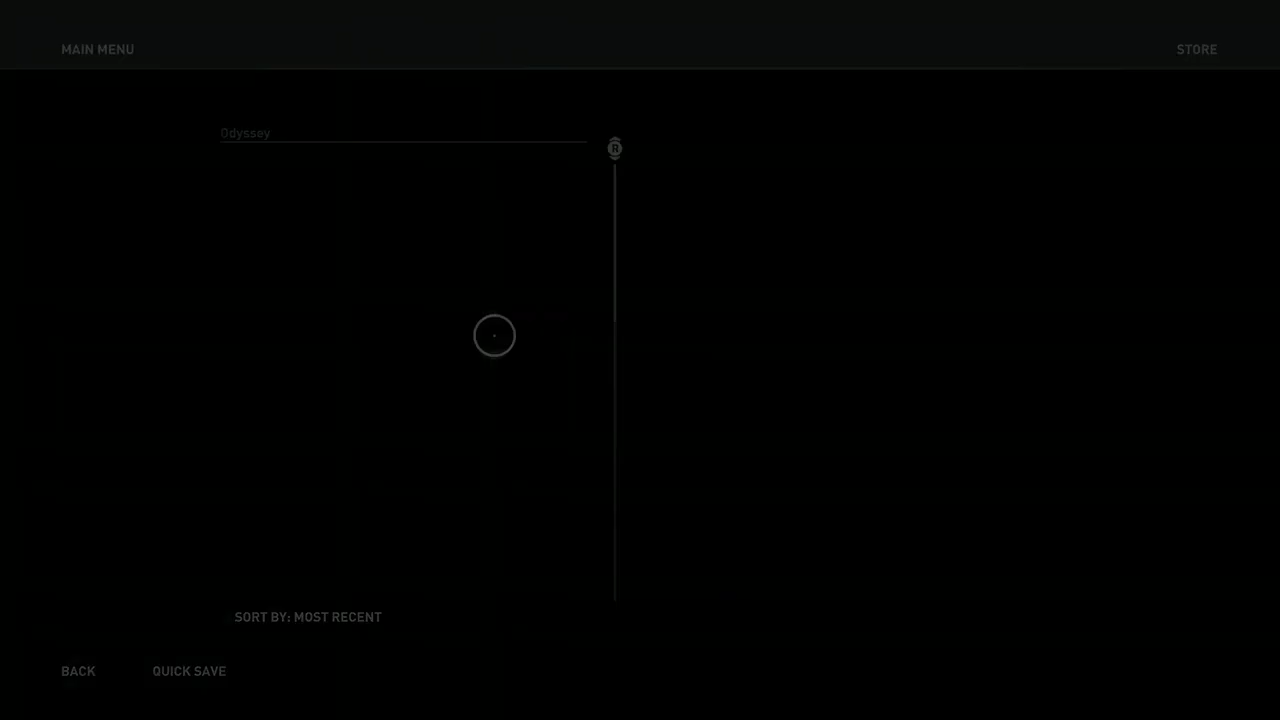 MAIN MENU
STORE
Odyssey
R
SORT BY: MOST RECENT
BACK
QUICK SAVE